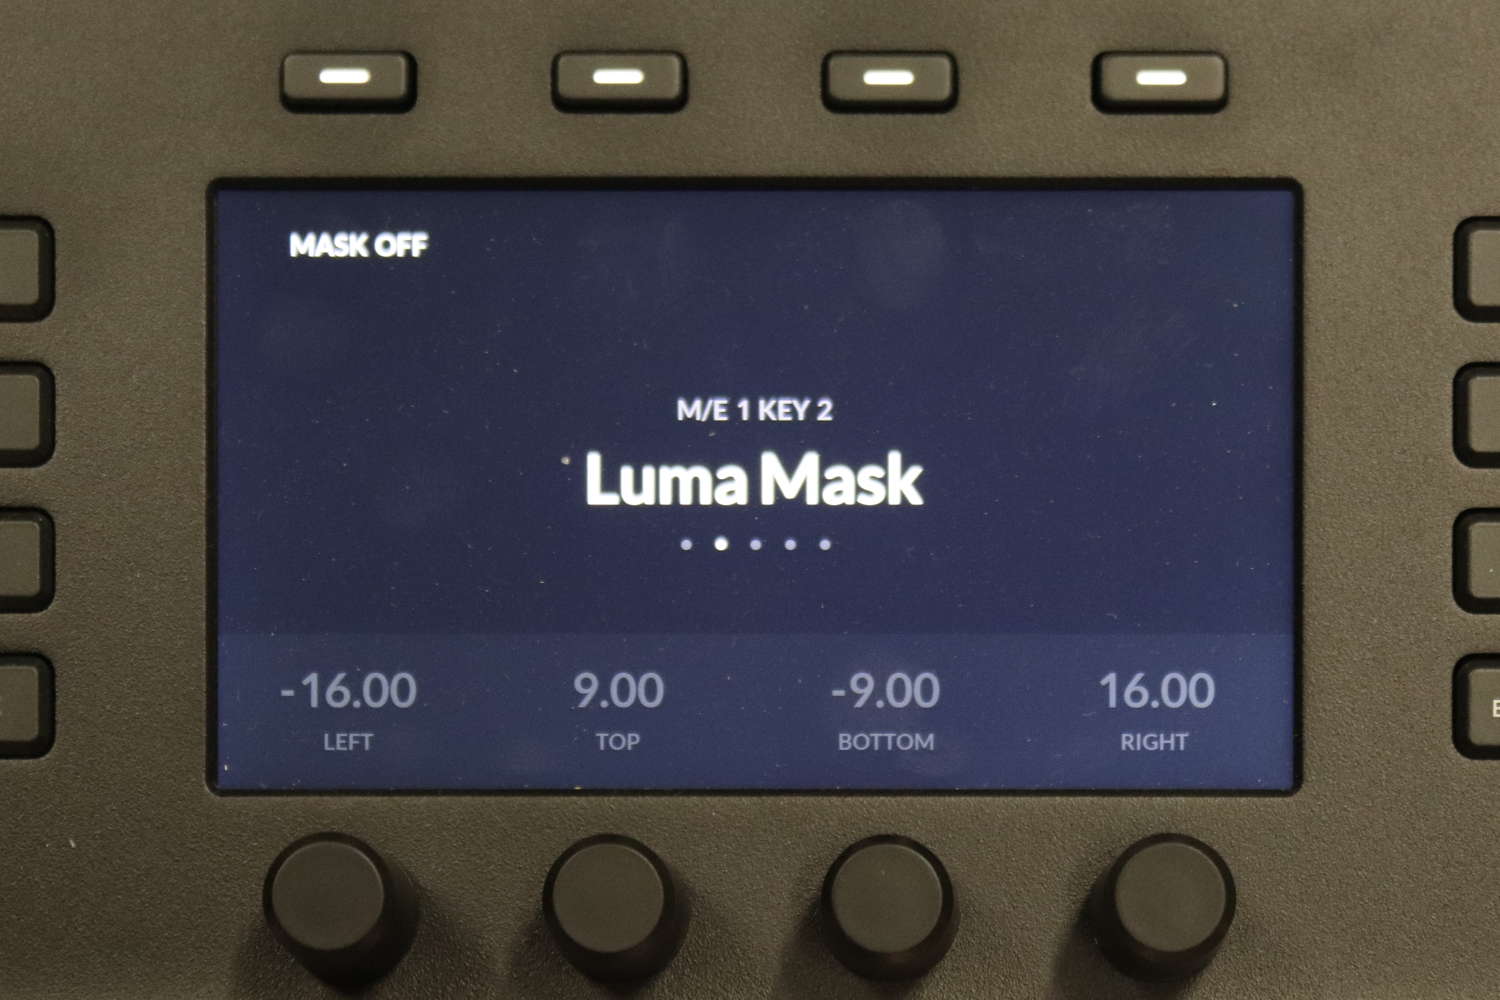 MASK OFF
M/E 1 KEY 2
Luma Mask
-16.00 9.00 -9.00 16.00
LEFT TOP BOTTOM RIGHT